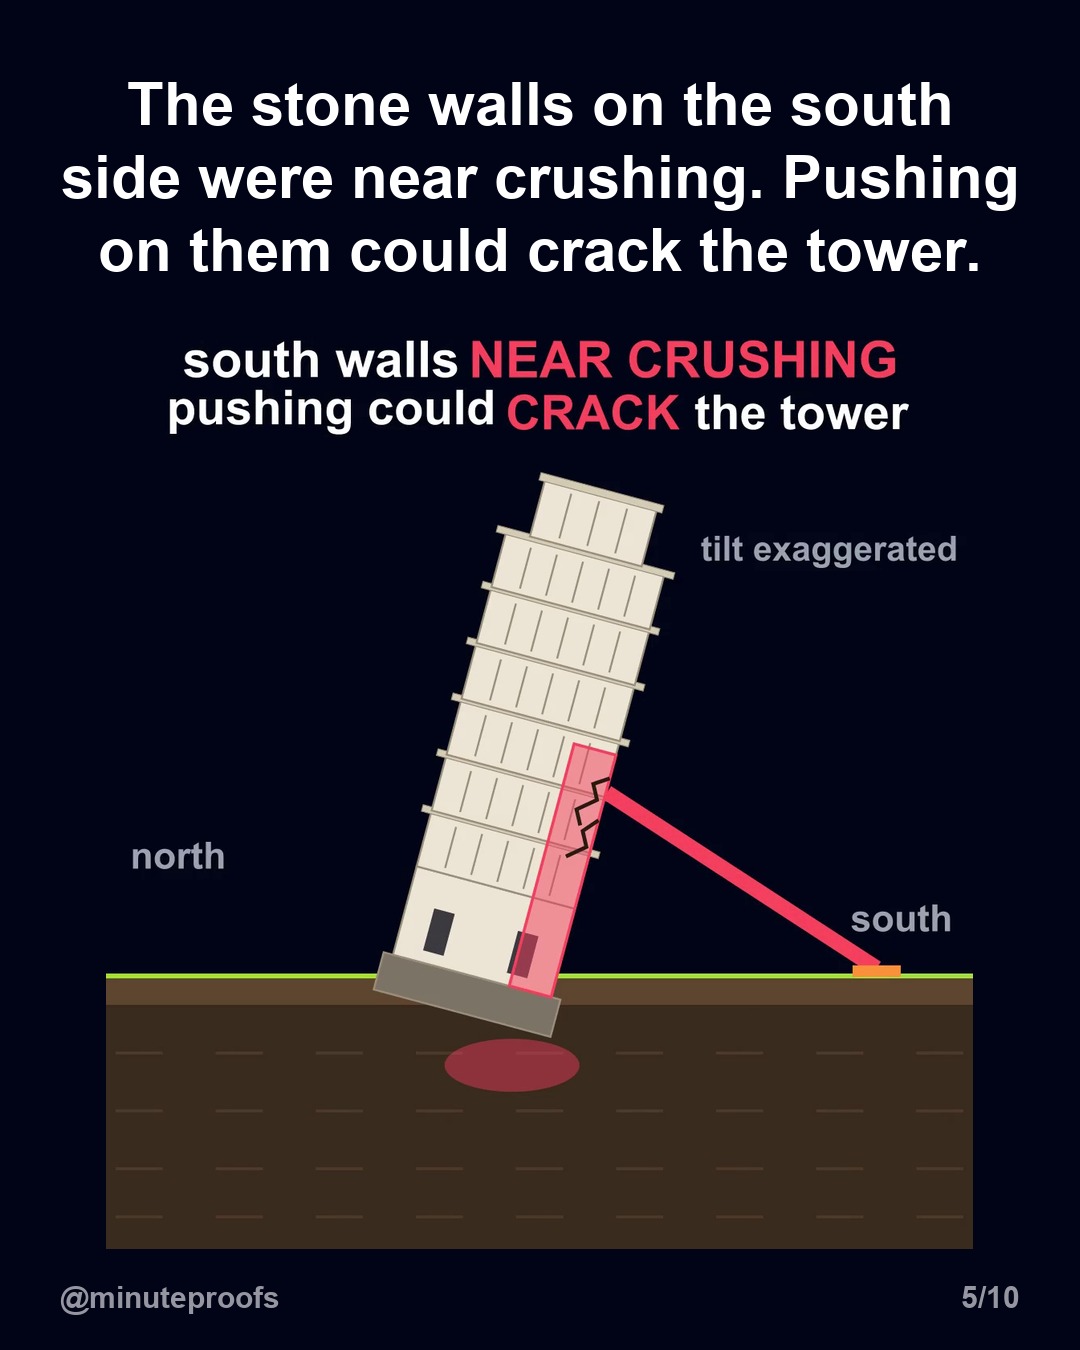 The stone walls on the south
side were near crushing. Pushing
on them could crack the tower.
south walls NEAR CRUSHING
pushing could CRACK the tower
tilt exaggerated
north
south
@minuteproofs
5/10